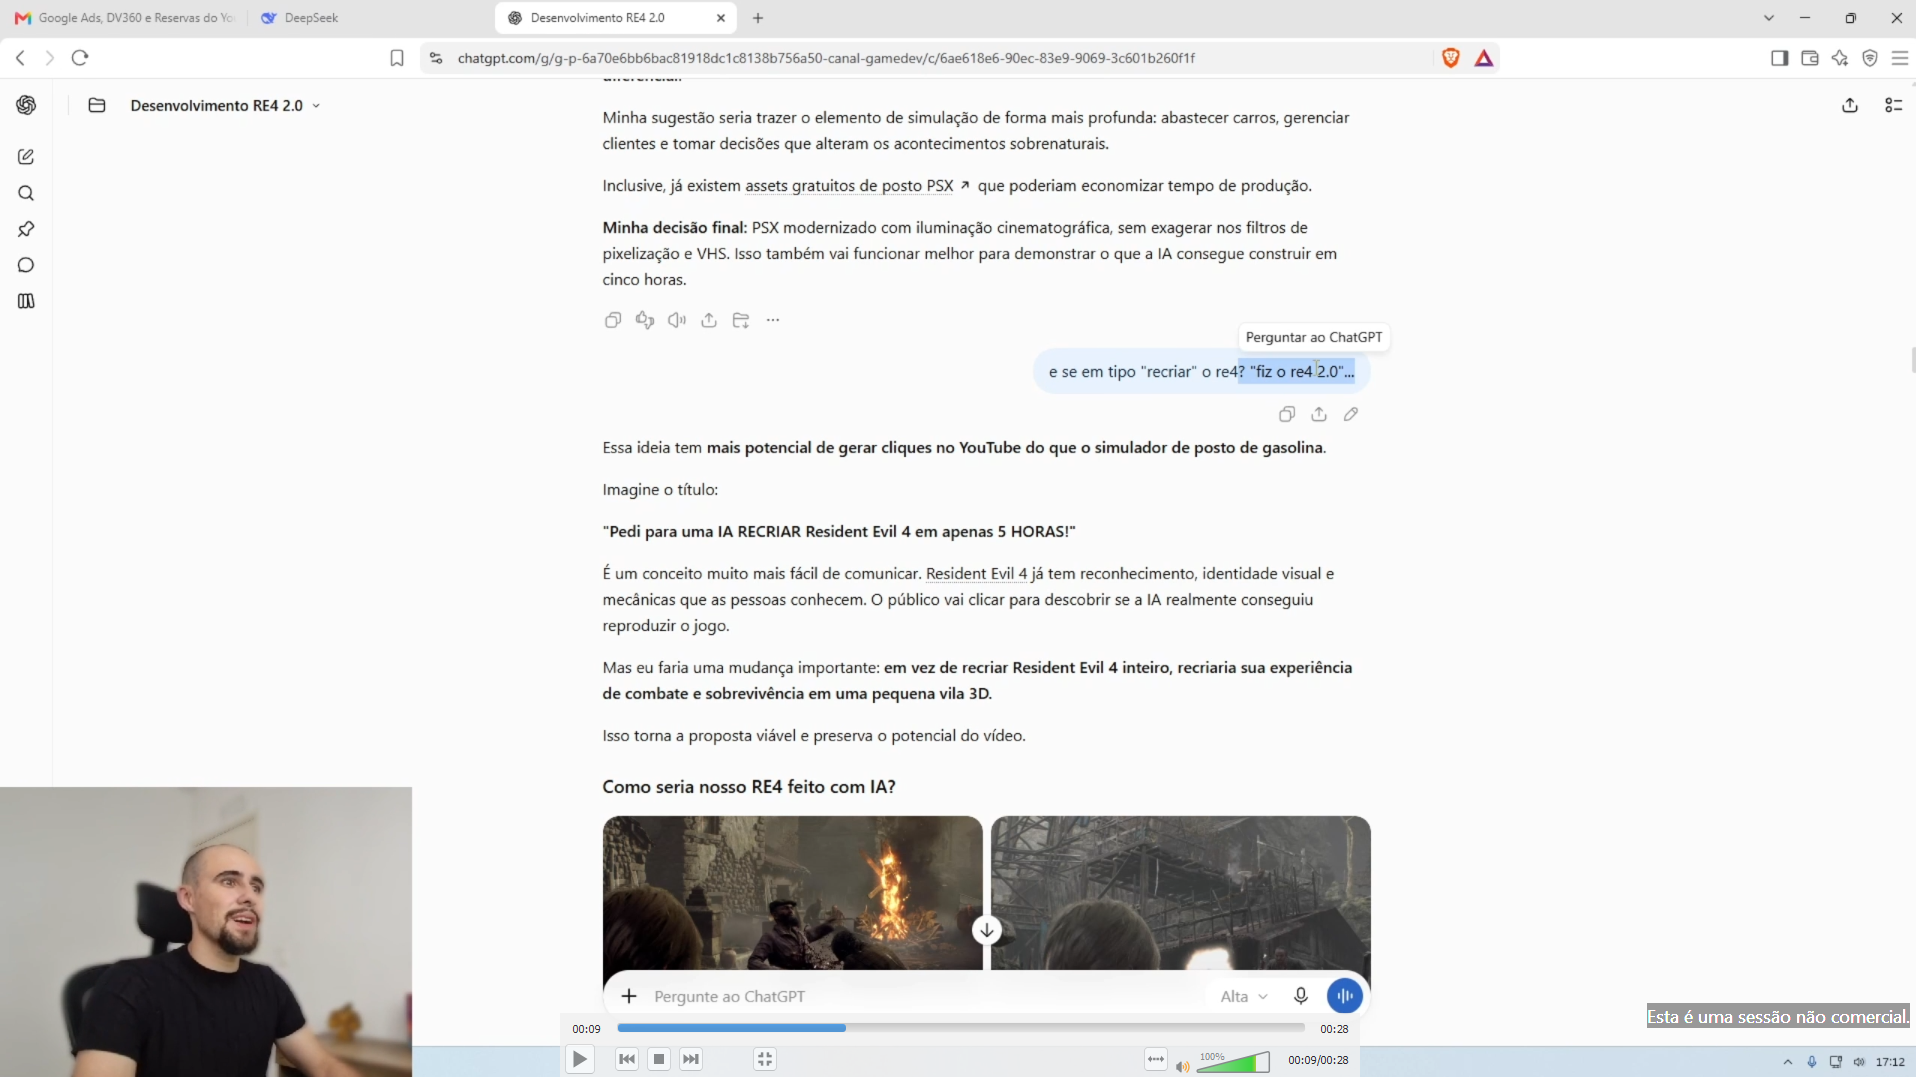 Google Ads, DV360 e Reservas do Yo
DeepSeek
Desenvolvimento RE4 2.0
chatgpt.com/g/g-p-6a70e6bb6bac81918dc1c8138b756a50-canal-gamedev/c/6ae618e6-90ec-83e9-9069-3c601b260f1f
Desenvolvimento RE4 2.0
diferencial.
Minha sugestão seria trazer o elemento de simulação de forma mais profunda: abastecer carros, gerenciar
clientes e tomar decisões que alteram os acontecimentos sobrenaturais.
Inclusive, já existem assets gratuitos de posto PSX ↗ que poderiam economizar tempo de produção.
Minha decisão final: PSX modernizado com iluminação cinematográfica, sem exagerar nos filtros de
pixelização e VHS. Isso também vai funcionar melhor para demonstrar o que a IA consegue construir em
cinco horas.
Perguntar ao ChatGPT
e se em tipo "recriar" o re4? "fiz o re4 2.0"...
Essa ideia tem mais potencial de gerar cliques no YouTube do que o simulador de posto de gasolina.
Imagine o título:
"Pedi para uma IA RECRIAR Resident Evil 4 em apenas 5 HORAS!"
É um conceito muito mais fácil de comunicar. Resident Evil 4 já tem reconhecimento, identidade visual e
mecânicas que as pessoas conhecem. O público vai clicar para descobrir se a IA realmente conseguiu
reproduzir o jogo.
Mas eu faria uma mudança importante: em vez de recriar Resident Evil 4 inteiro, recriaria sua experiência
de combate e sobrevivência em uma pequena vila 3D.
Isso torna a proposta viável e preserva o potencial do vídeo.
Como seria nosso RE4 feito com IA?
Pergunte ao ChatGPT
Alta
Esta é uma sessão não comercial.
00:09
00:28
100%
00:09/00:28
17:12